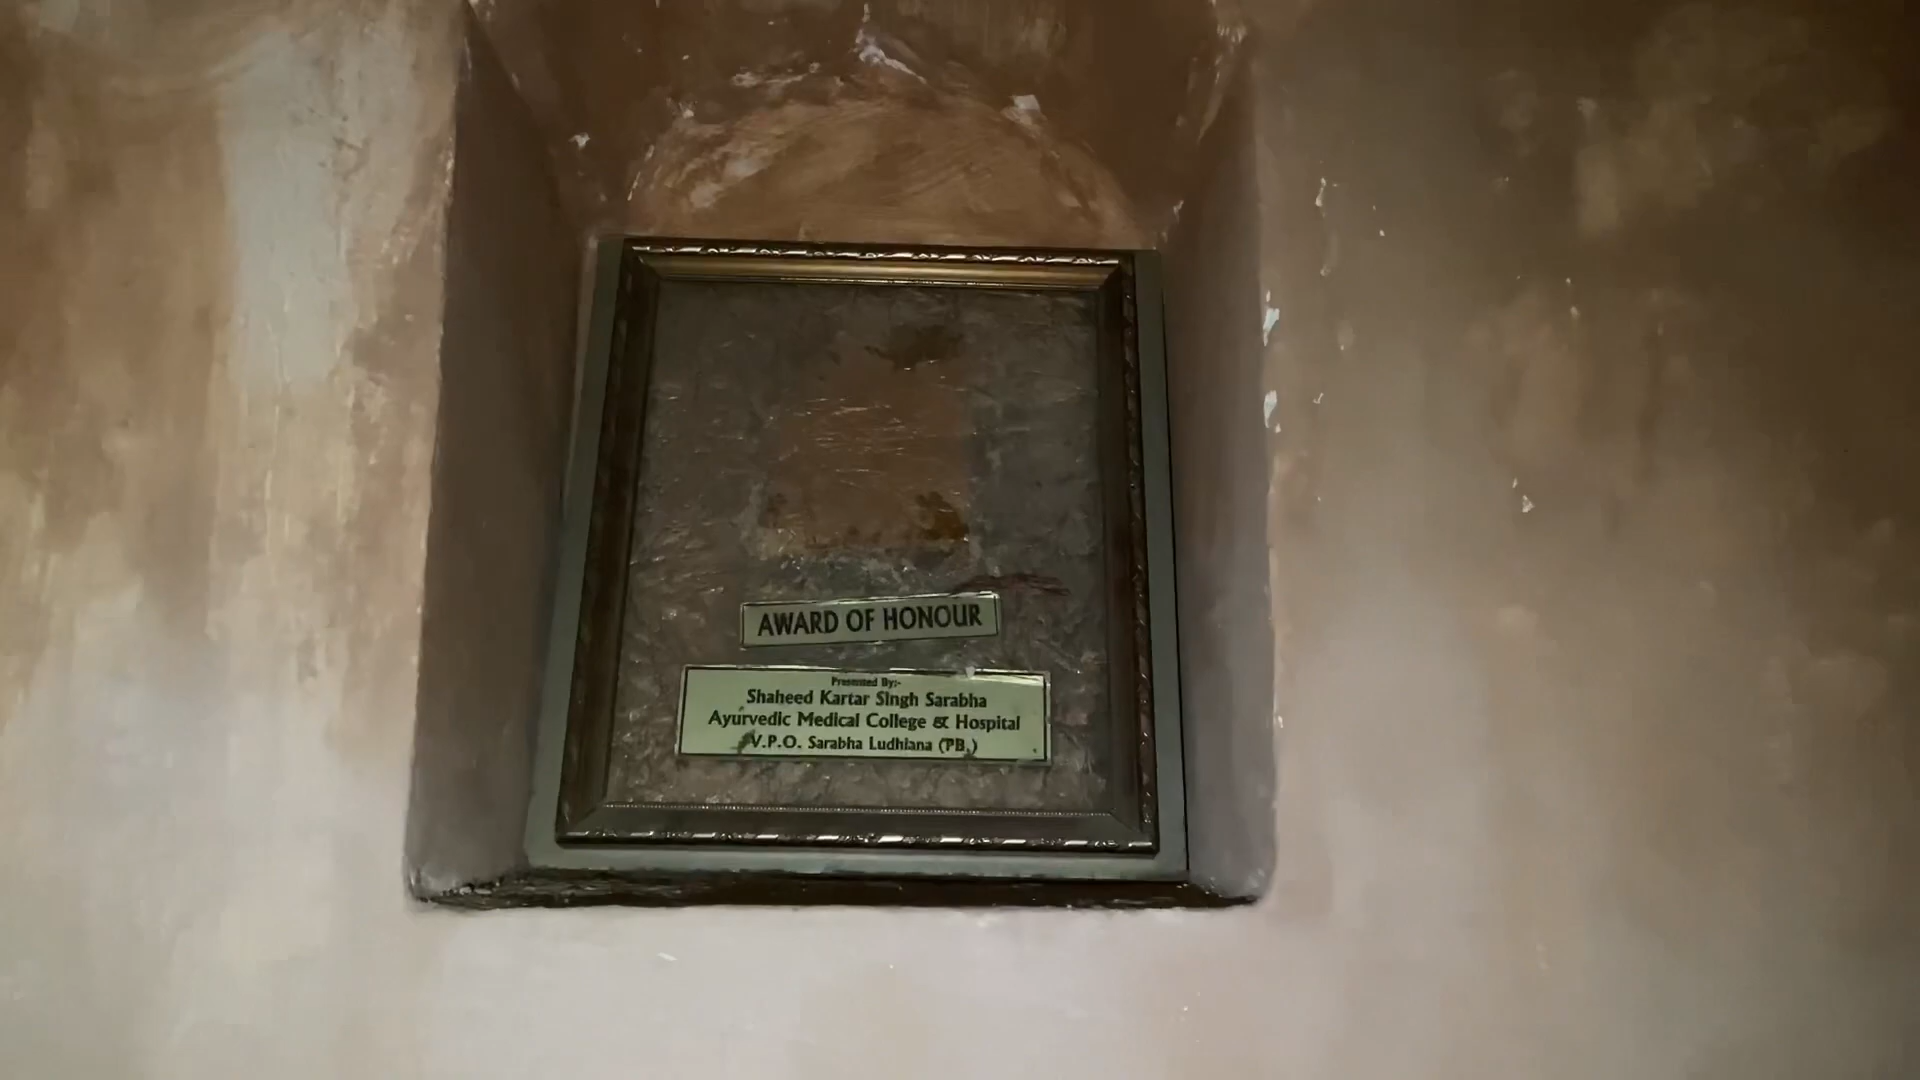 AWARD OF HONOUR
Presented By:-
Shaheed Kartar Singh Sarabha
Ayurvedic Medical College & Hospital
V.P.O. Sarabha Ludhiana (PB.)